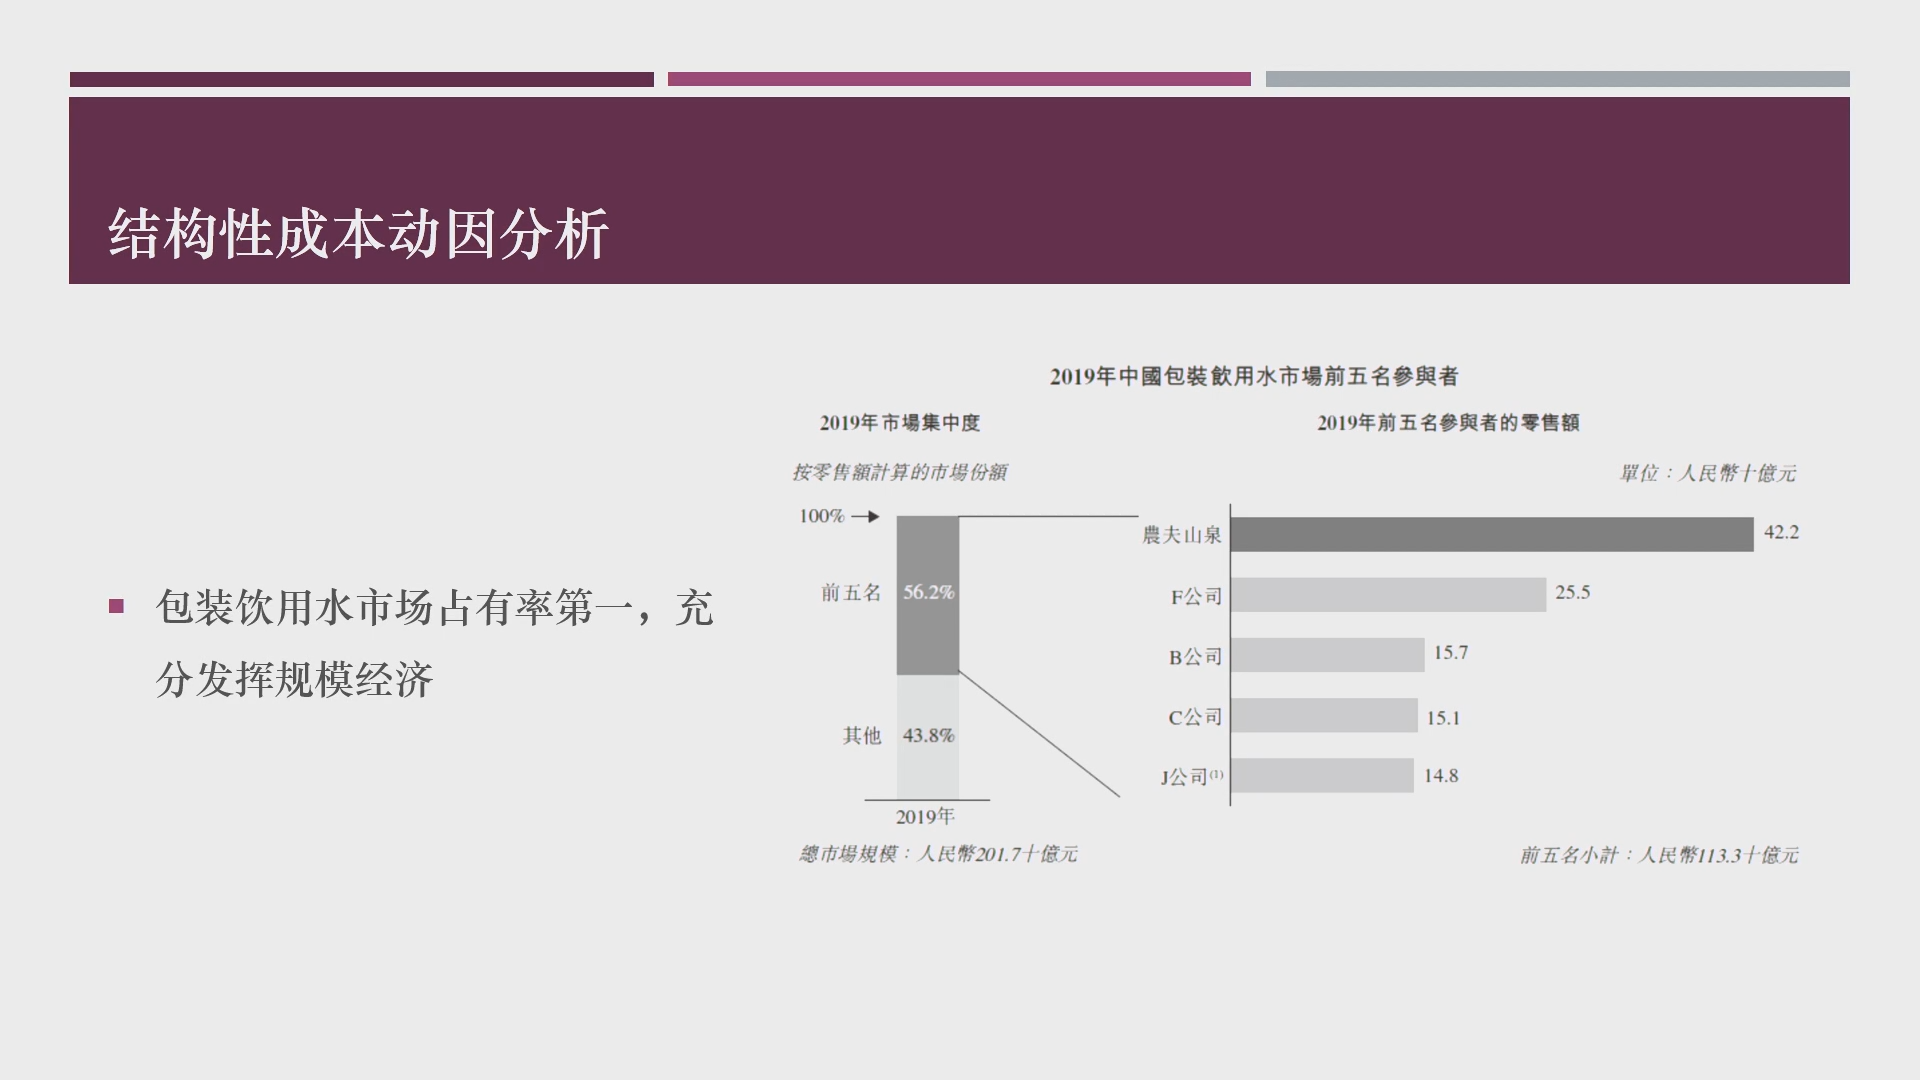 结构性成本动因分析
包装饮用水市场占有率第一，充
分发挥规模经济
2019年中國包裝飲用水市場前五名參與者
2019年市場集中度
2019年前五名參與者的零售額
按零售額計算的市場份額
單位：人民幣十億元
100%
前五名
56.2%
其他
43.8%
2019年
總市場規模：人民幣201.7十億元
農夫山泉
42.2
F公司
25.5
B公司
15.7
C公司
15.1
J公司(1)
14.8
前五名小計：人民幣113.3十億元